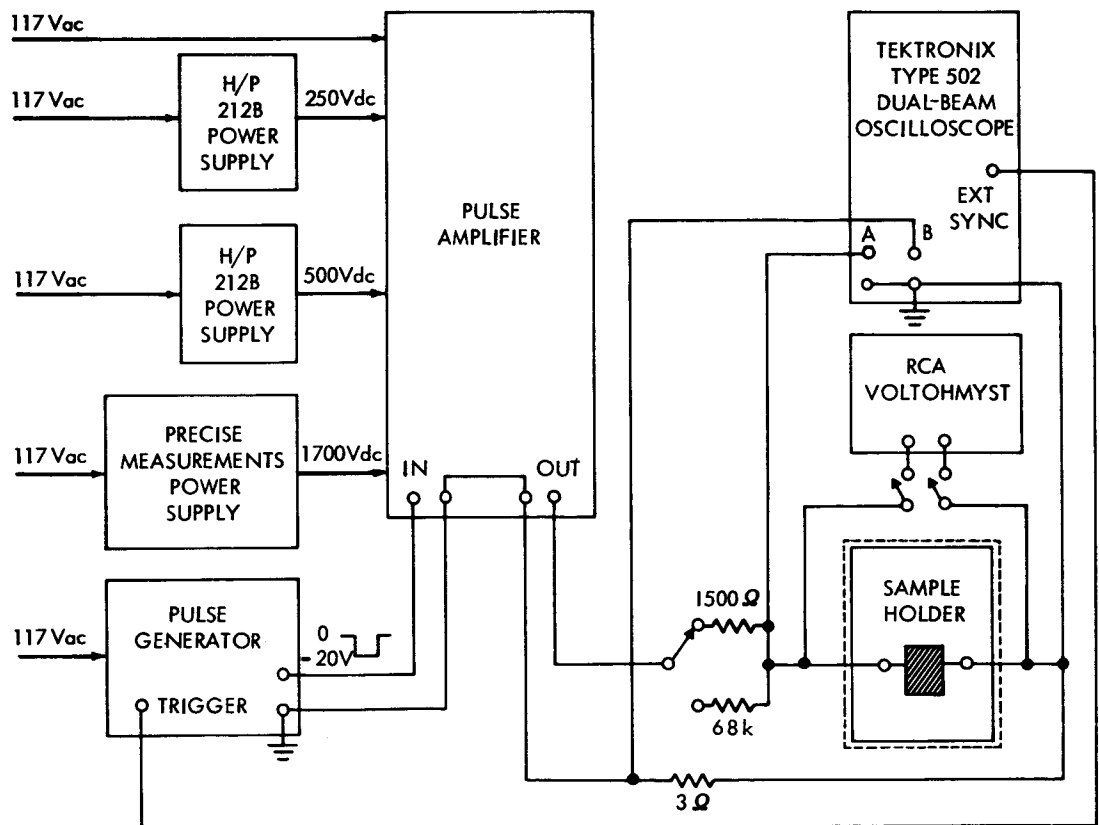 117 Vac
H/P
212B
POWER
SUPPLY
117 Vac
250Vdc
H/P
212B
POWER
SUPPLY
117 Vac
500Vdc
PRECISE
MEASUREMENTS
POWER
SUPPLY
117 Vac
1700Vdc
PULSE
GENERATOR
117 Vac
0
- 20V
TRIGGER
PULSE
AMPLIFIER
IN
OUT
TEKTRONIX
TYPE 502
DUAL-BEAM
OSCILLOSCOPE
EXT
SYNC
A
B
RCA
VOLTOHMYST
SAMPLE
HOLDER
1500 Ω
68k
3 Ω